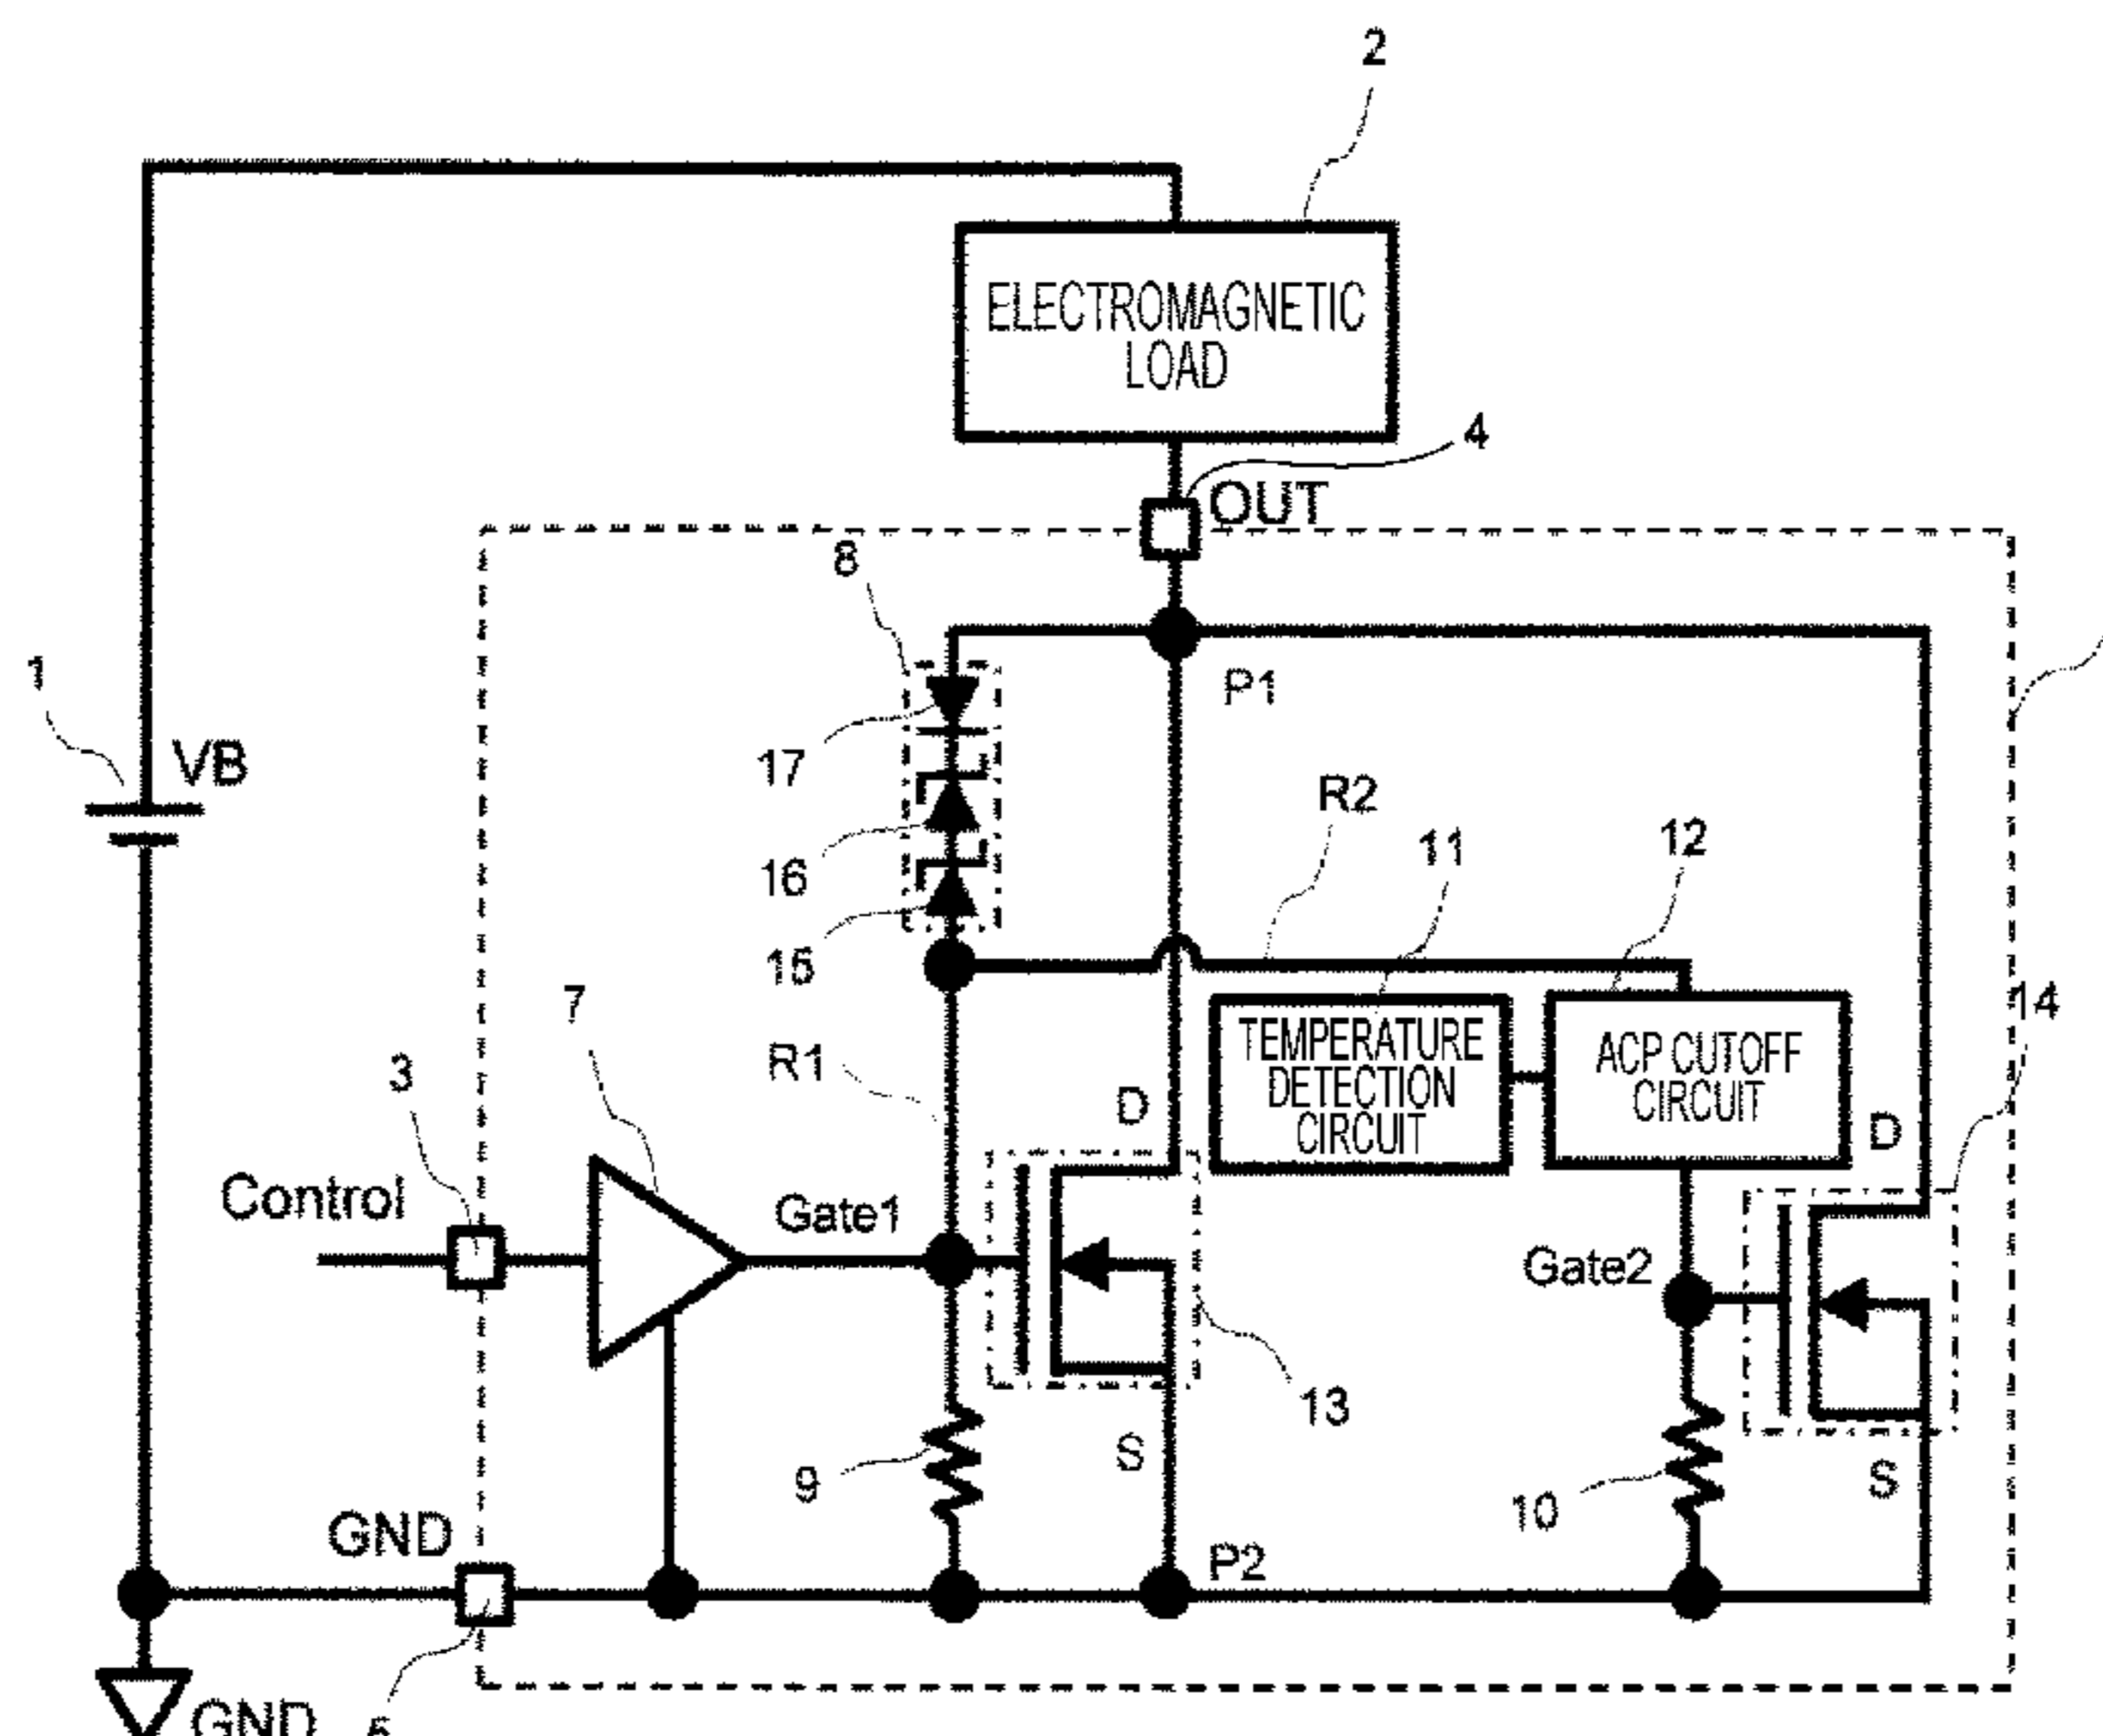 2
ELECTROMAGNETIC
LOAD
4
OUT
8
P1
1
VB
17
R2
11
12
16
15
14
7
TEMPERATURE
DETECTION
CIRCUIT
ACP CUTOFF
CIRCUIT
R1
3
D
D
Control
Gate1
Gate2
13
S
9
S
10
GND
P2
GND